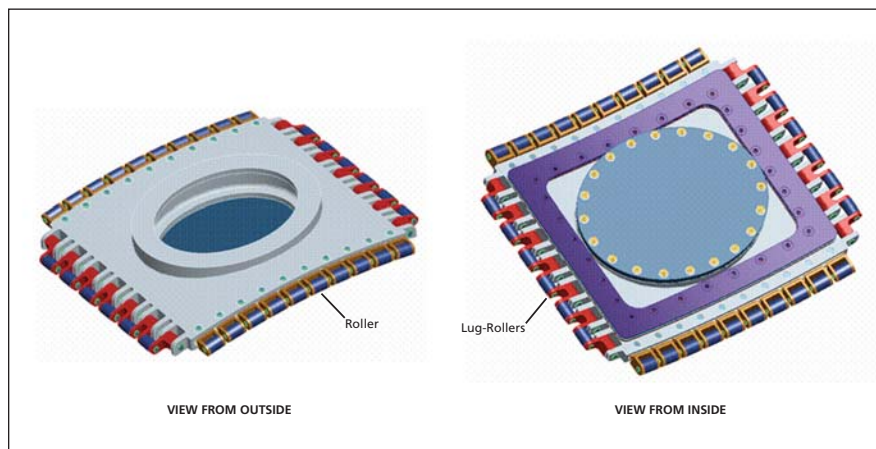 Roller
Lug-Rollers
VIEW FROM OUTSIDE
VIEW FROM INSIDE